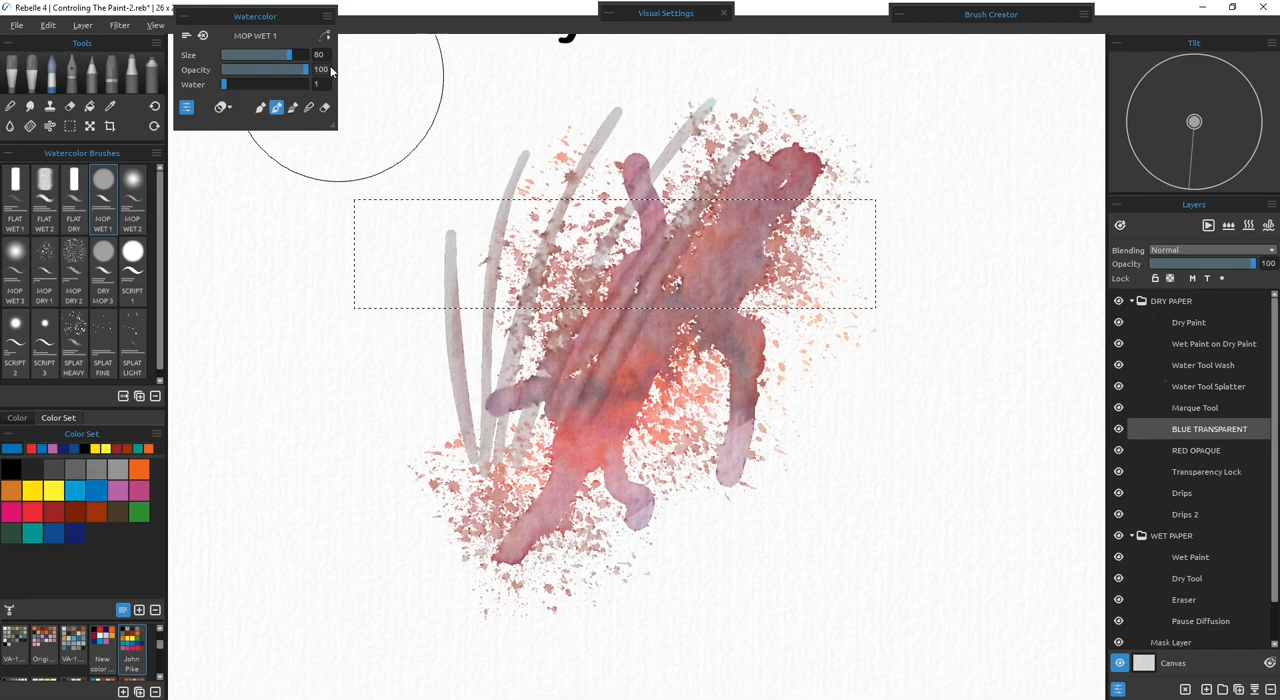 Rebelle 4 | Controling The Paint-2.reb* | 26 x
File Edit Layer Filter View
Tools
Watercolor
MOP WET 1
Size 80
Opacity 100
Water 1
Visual Settings
Brush Creator
Watercolor Brushes
FLAT WET 1
FLAT WET 2
FLAT DRY
MOP WET 1
MOP WET 2
MOP WET 3
MOP DRY 1
MOP DRY 2
DRY MOP 3
SCRIPT 1
SCRIPT 2
SCRIPT 3
SPLAT HEAVY
SPLAT FINE
SPLAT LIGHT
Color Color Set
Color Set
VA-1... Origi... VA-1... New color... John Pike
Tilt
Layers
Blending Normal
Opacity 100
Lock M T
DRY PAPER
Dry Paint
Wet Paint on Dry Paint
Water Tool Wash
Water Tool Splatter
Marque Tool
BLUE TRANSPARENT
RED OPAQUE
Transparency Lock
Drips
Drips 2
WET PAPER
Wet Paint
Dry Tool
Eraser
Pause Diffusion
Mask Layer
Canvas